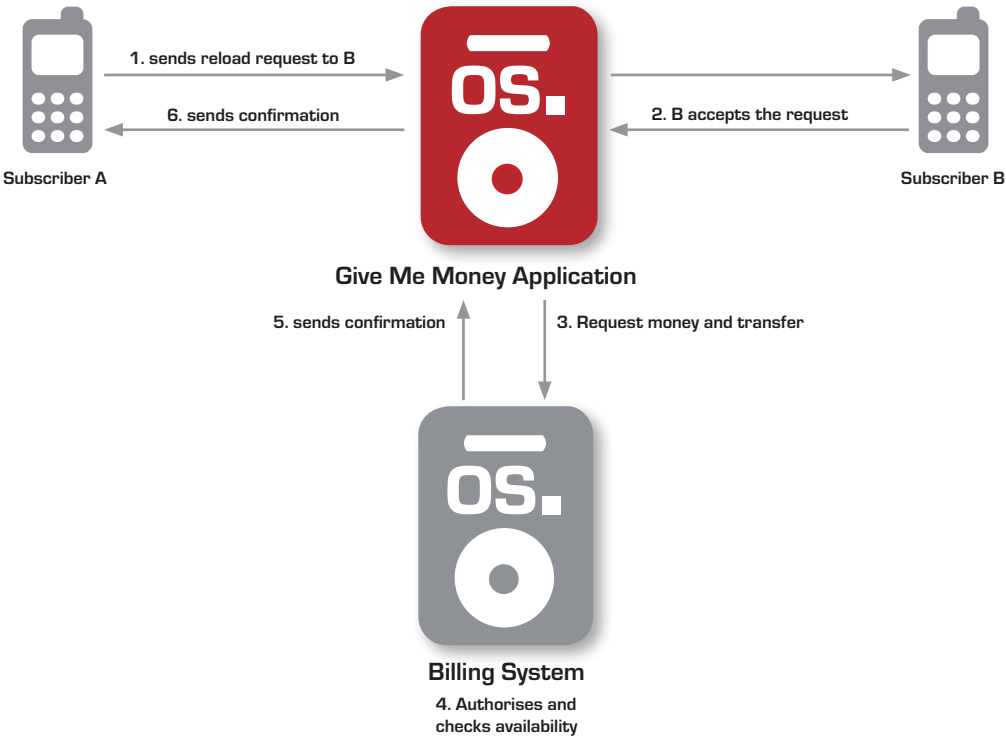 1. sends reload request to B
6. sends confirmation
2. B accepts the request
OS.
Subscriber A
Subscriber B
Give Me Money Application
5. sends confirmation
3. Request money and transfer
OS.
Billing System
4. Authorises and
checks availability